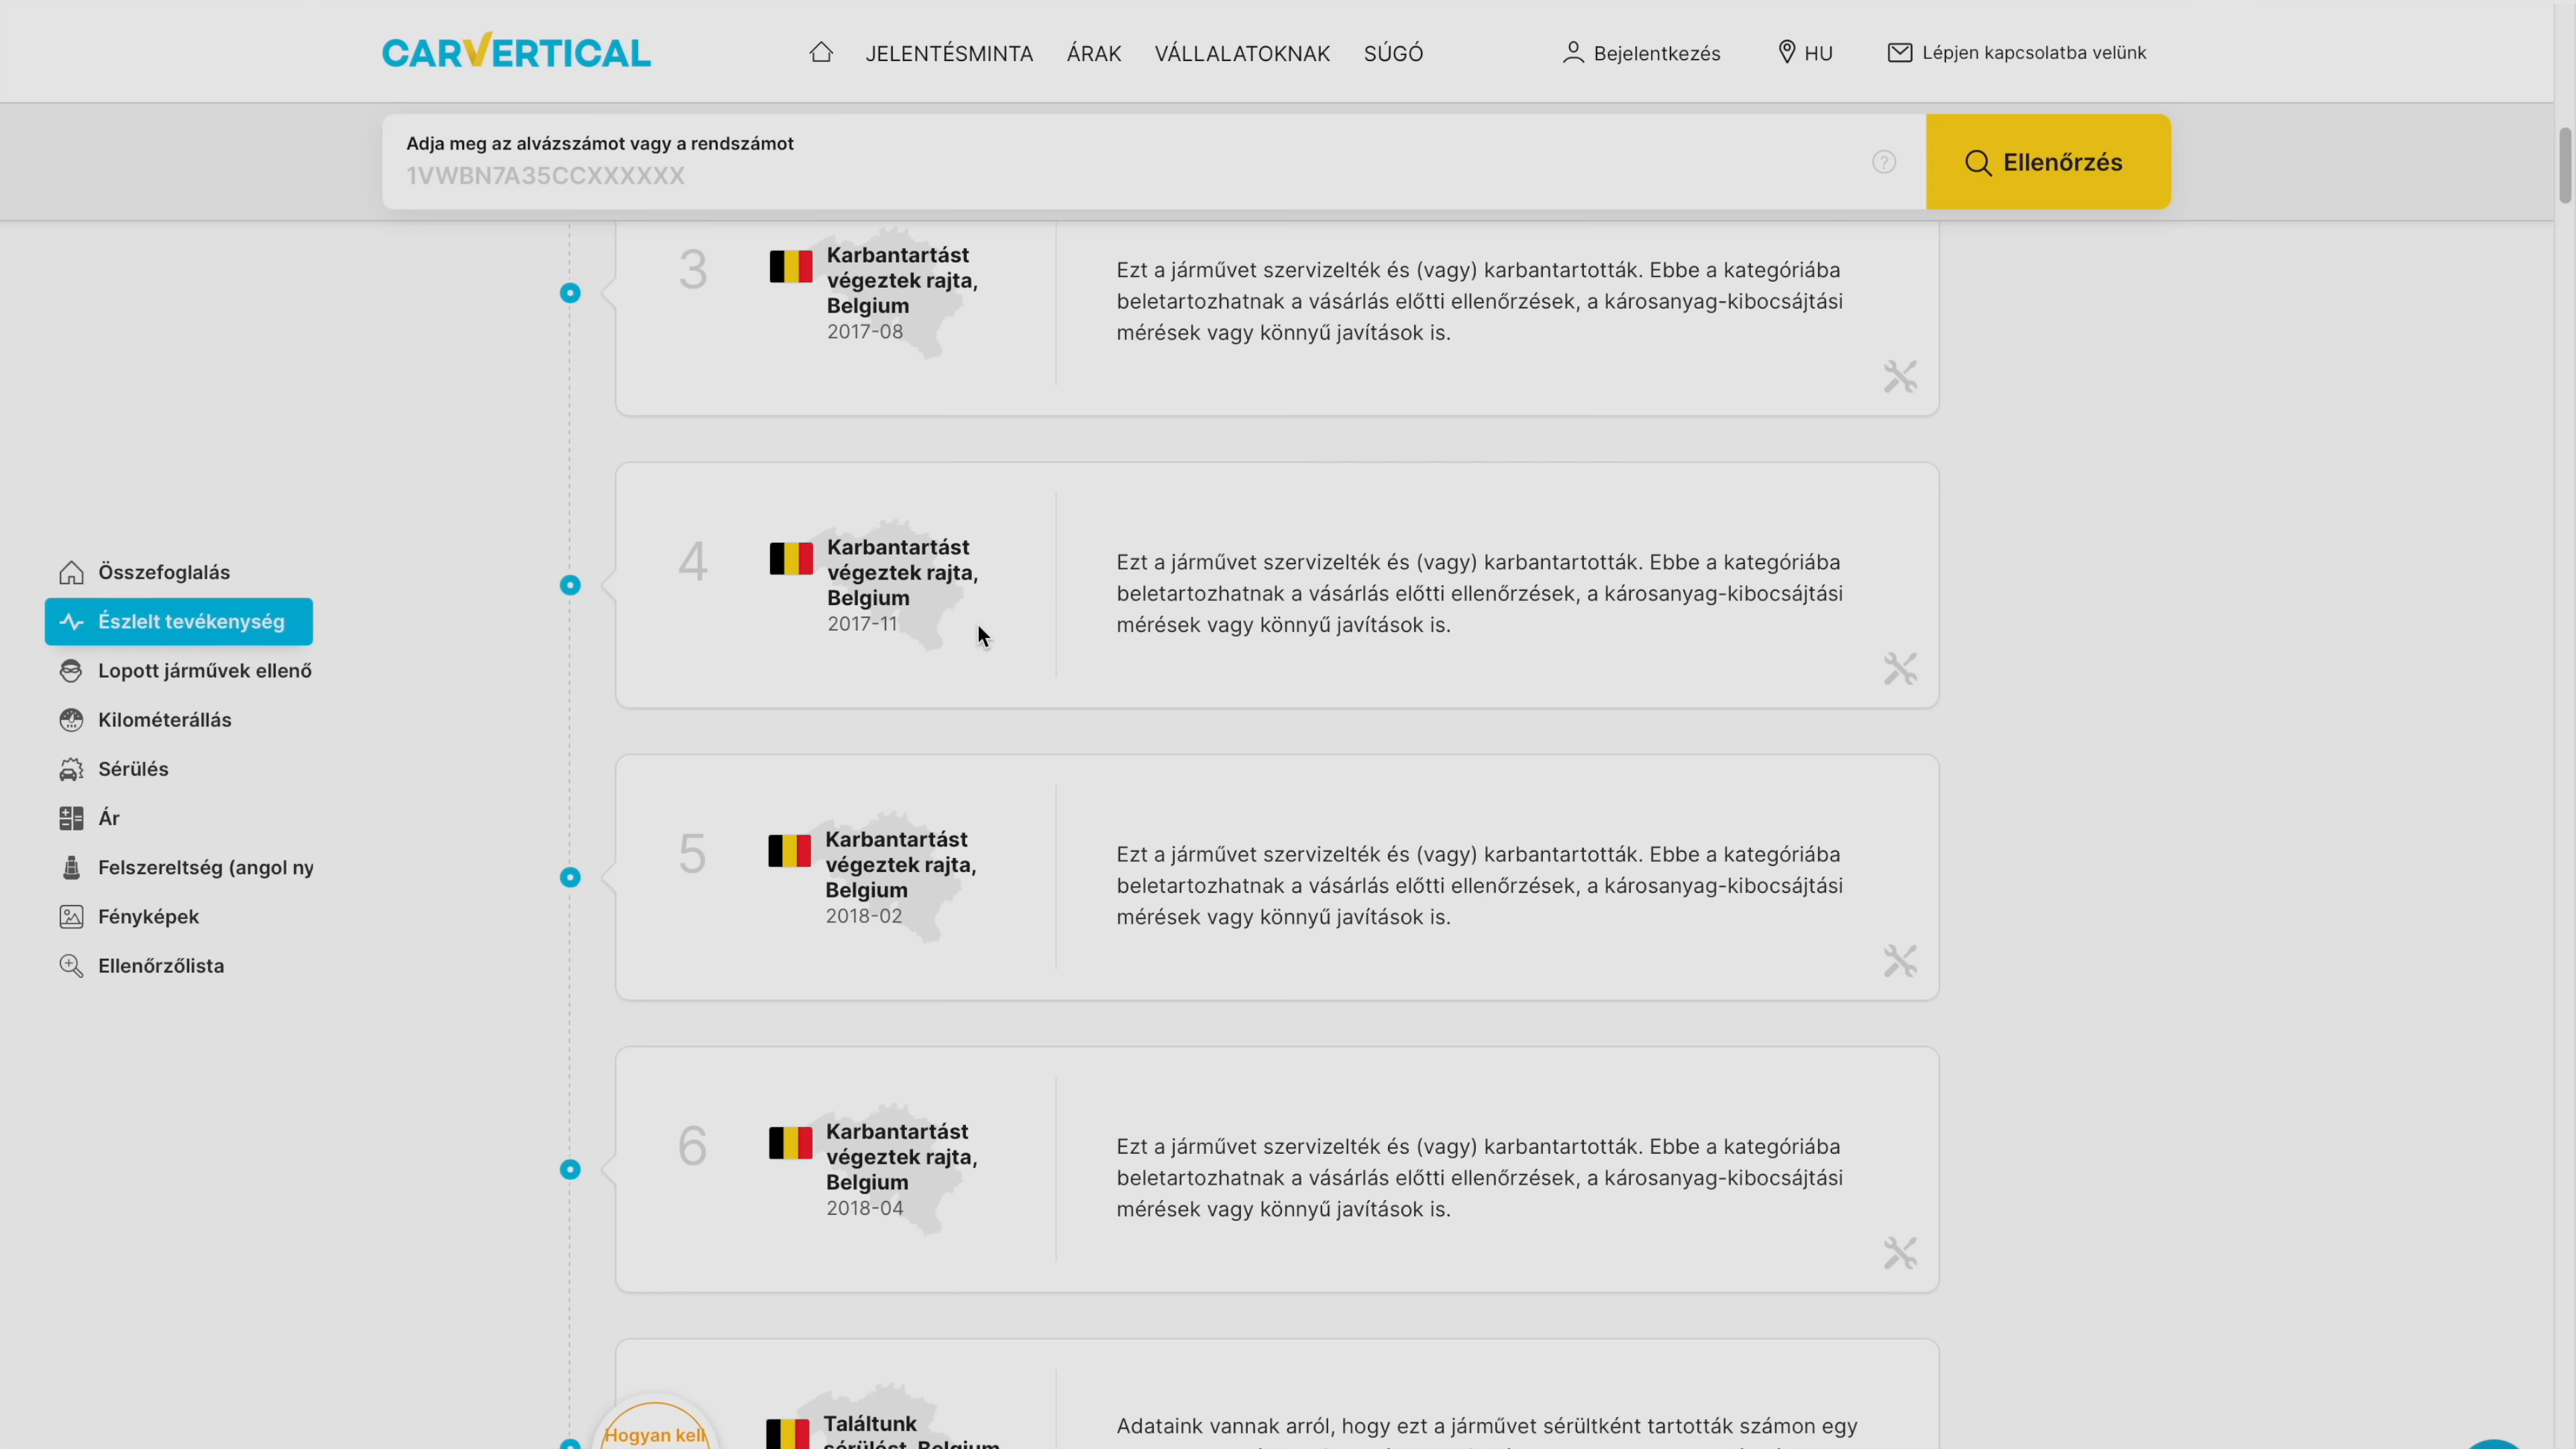 CARVERTICAL
JELENTÉSMINTA
ÁRAK
VÁLLALATOKNAK
SÚGÓ
Bejelentkezés
HU
Lépjen kapcsolatba velünk
Adja meg az alvázszámot vagy a rendszámot
1VWBN7A35CCXXXXXX
Ellenőrzés
Összefoglalás
Észlelt tevékenység
Lopott járművek ellenő
Kilométerállás
Sérülés
Ár
Felszereltség (angol ny
Fényképek
Ellenőrzőlista
3
Karbantartást
végeztek rajta,
Belgium
2017-08
Ezt a járművet szervizelték és (vagy) karbantartották. Ebbe a kategóriába
beletartozhatnak a vásárlás előtti ellenőrzések, a károsanyag-kibocsájtási
mérések vagy könnyű javítások is.
4
Karbantartást
végeztek rajta,
Belgium
2017-11
Ezt a járművet szervizelték és (vagy) karbantartották. Ebbe a kategóriába
beletartozhatnak a vásárlás előtti ellenőrzések, a károsanyag-kibocsájtási
mérések vagy könnyű javítások is.
5
Karbantartást
végeztek rajta,
Belgium
2018-02
Ezt a járművet szervizelték és (vagy) karbantartották. Ebbe a kategóriába
beletartozhatnak a vásárlás előtti ellenőrzések, a károsanyag-kibocsájtási
mérések vagy könnyű javítások is.
6
Karbantartást
végeztek rajta,
Belgium
2018-04
Ezt a járművet szervizelték és (vagy) karbantartották. Ebbe a kategóriába
beletartozhatnak a vásárlás előtti ellenőrzések, a károsanyag-kibocsájtási
mérések vagy könnyű javítások is.
Hogyan kell
Találtunk
sérülést, Belgium
Adataink vannak arról, hogy ezt a járművet sérültként tartották számon egy